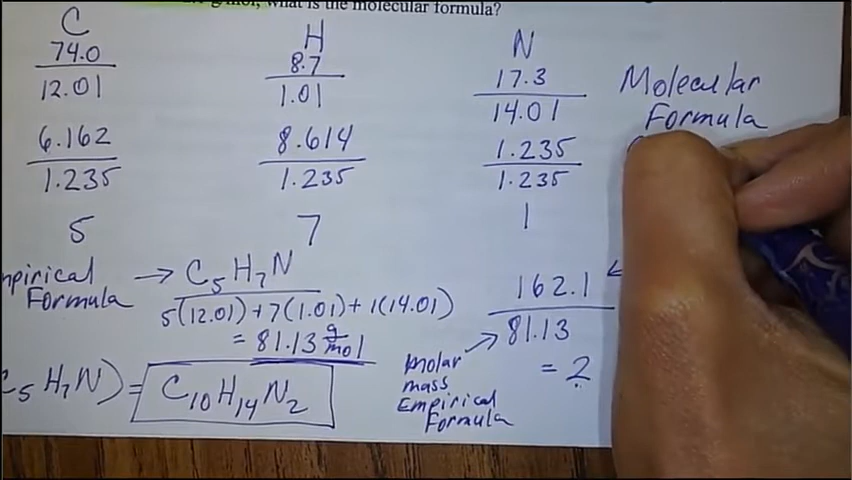 g/mol, what is the molecular formula?
C H N
74.0 8.7 17.3
12.01 1.01 14.01
Molecular
Formula
6.162 8.614 1.235
1.235 1.235 1.235
5 7 1
Empirical Formula → C₅H₇N
5(12.01)+7(1.01)+1(14.01)
= 81.13 g/mol
162.1 ←
81.13
= 2
Molar
mass
Empirical
Formula →
C₅H₇N) = C₁₀H₁₄N₂